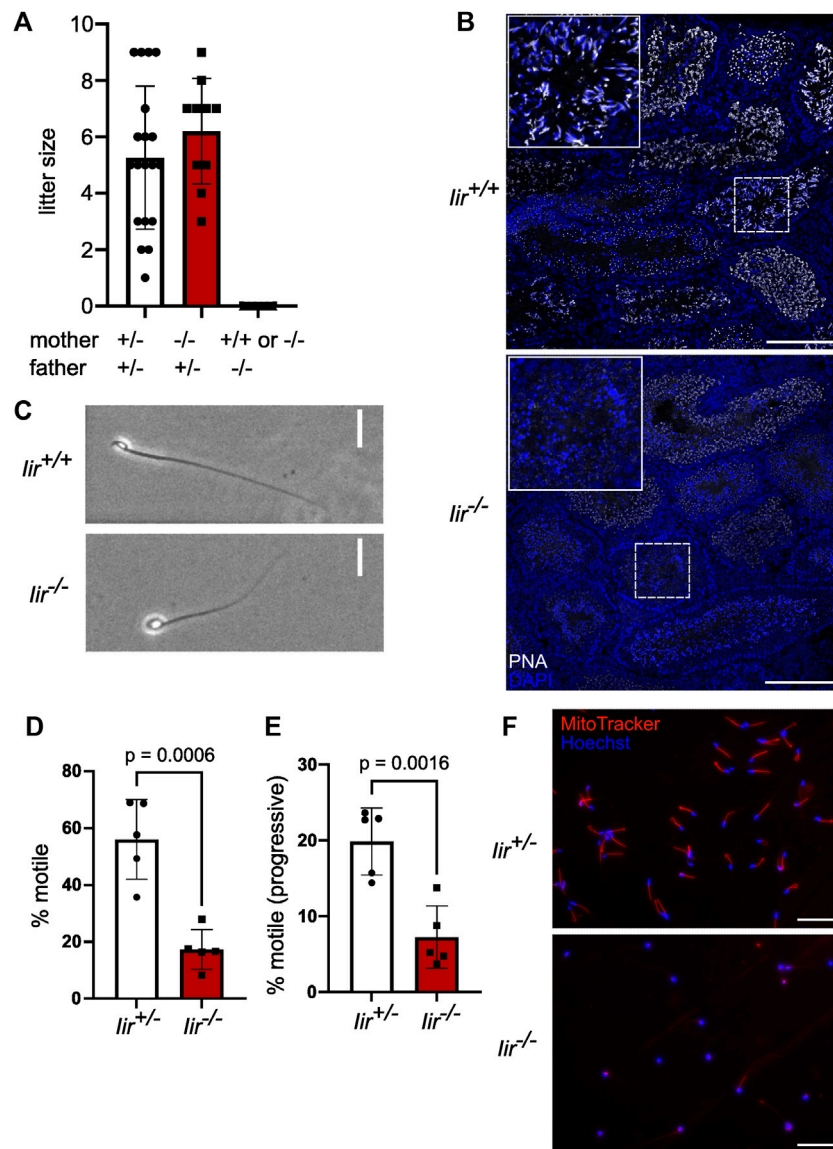 A
litter size
10
8
6
4
2
0
mother +/- -/- +/+ or -/-
father +/- +/- -/-
B
lir+/+
lir-/-
PNA
DAPI
C
lir+/+
lir-/-
D
p = 0.0006
% motile
80
60
40
20
0
lir+/- lir-/-
E
p = 0.0016
% motile (progressive)
30
20
10
0
lir+/- lir-/-
F
MitoTracker
Hoechst
lir+/-
lir-/-